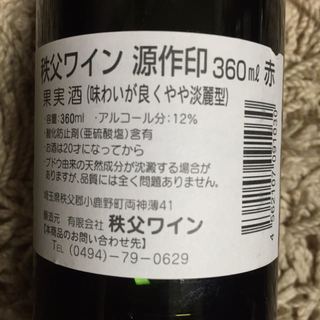 秩父ワイン 源作印 360ml 赤
果実酒(味わいが良くやや淡麗型)
・容量:360ml ・アルコール分:12%
・酸化防止剤(亜硫酸塩)含有
・お酒は20才になってから
・ブドウ由来の天然成分が沈澱する場合が
ありますが、品質には全く問題ありません。
埼玉県秩父郡小鹿野町両神薄41
醸造元 有限会社 秩父ワイン
【本商品のお問い合わせ先】
TEL (0494)-79-0629
4562107091030